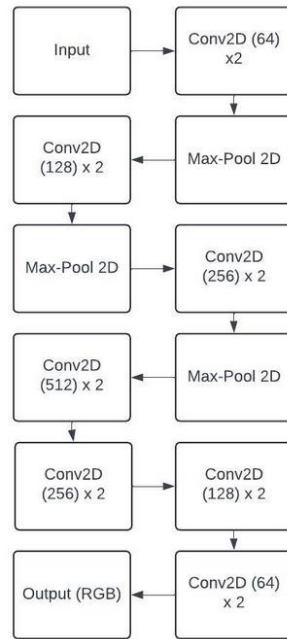 Input
Conv2D (64)
x2
Max-Pool 2D
Conv2D
(128) x 2
Max-Pool 2D
Conv2D
(256) x 2
Max-Pool 2D
Conv2D
(512) x 2
Conv2D
(256) x 2
Conv2D
(128) x 2
Conv2D (64)
x 2
Output (RGB)